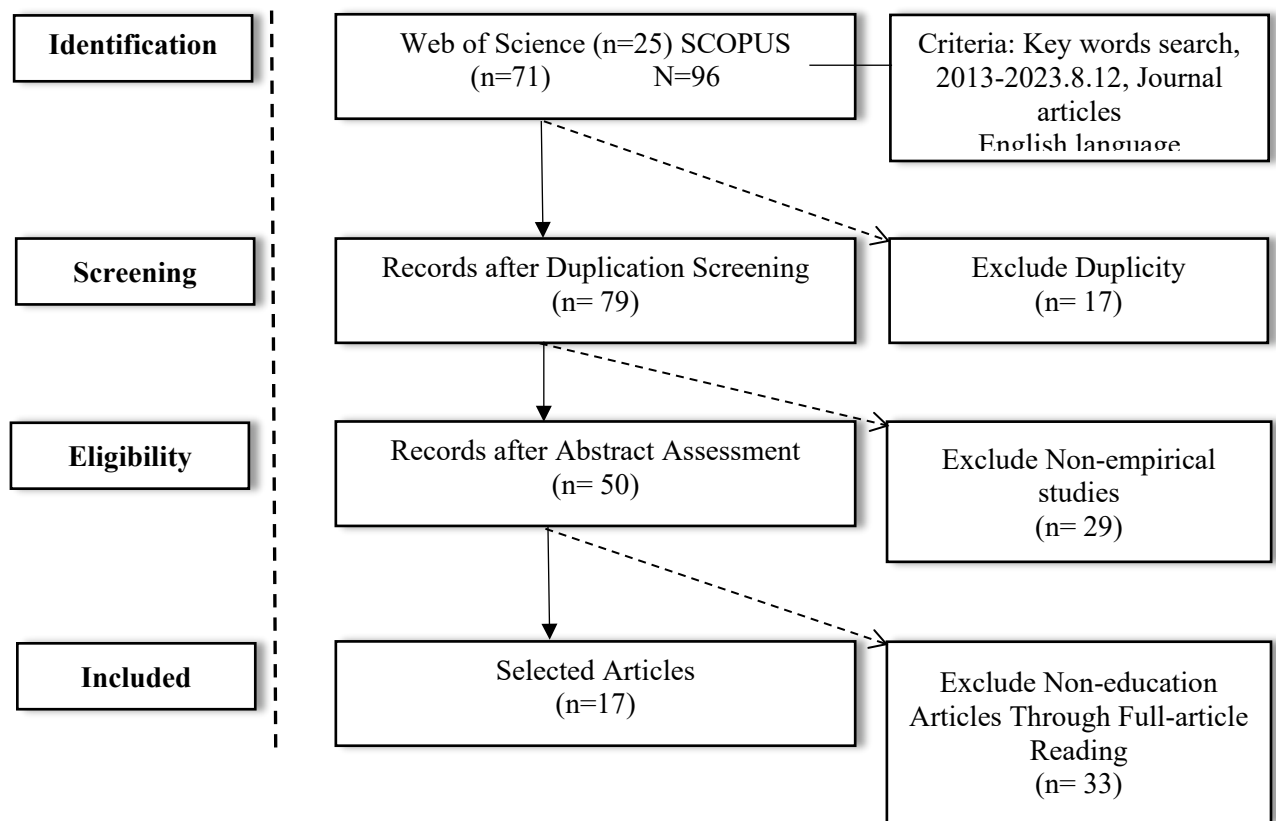 Identification
Web of Science (n=25) SCOPUS
(n=71) N=96
Criteria: Key words search,
2013-2023.8.12, Journal
articles
English language
Screening
Records after Duplication Screening
(n= 79)
Exclude Duplicity
(n= 17)
Eligibility
Records after Abstract Assessment
(n= 50)
Exclude Non-empirical
studies
(n= 29)
Included
Selected Articles
(n=17)
Exclude Non-education
Articles Through Full-article
Reading
(n= 33)